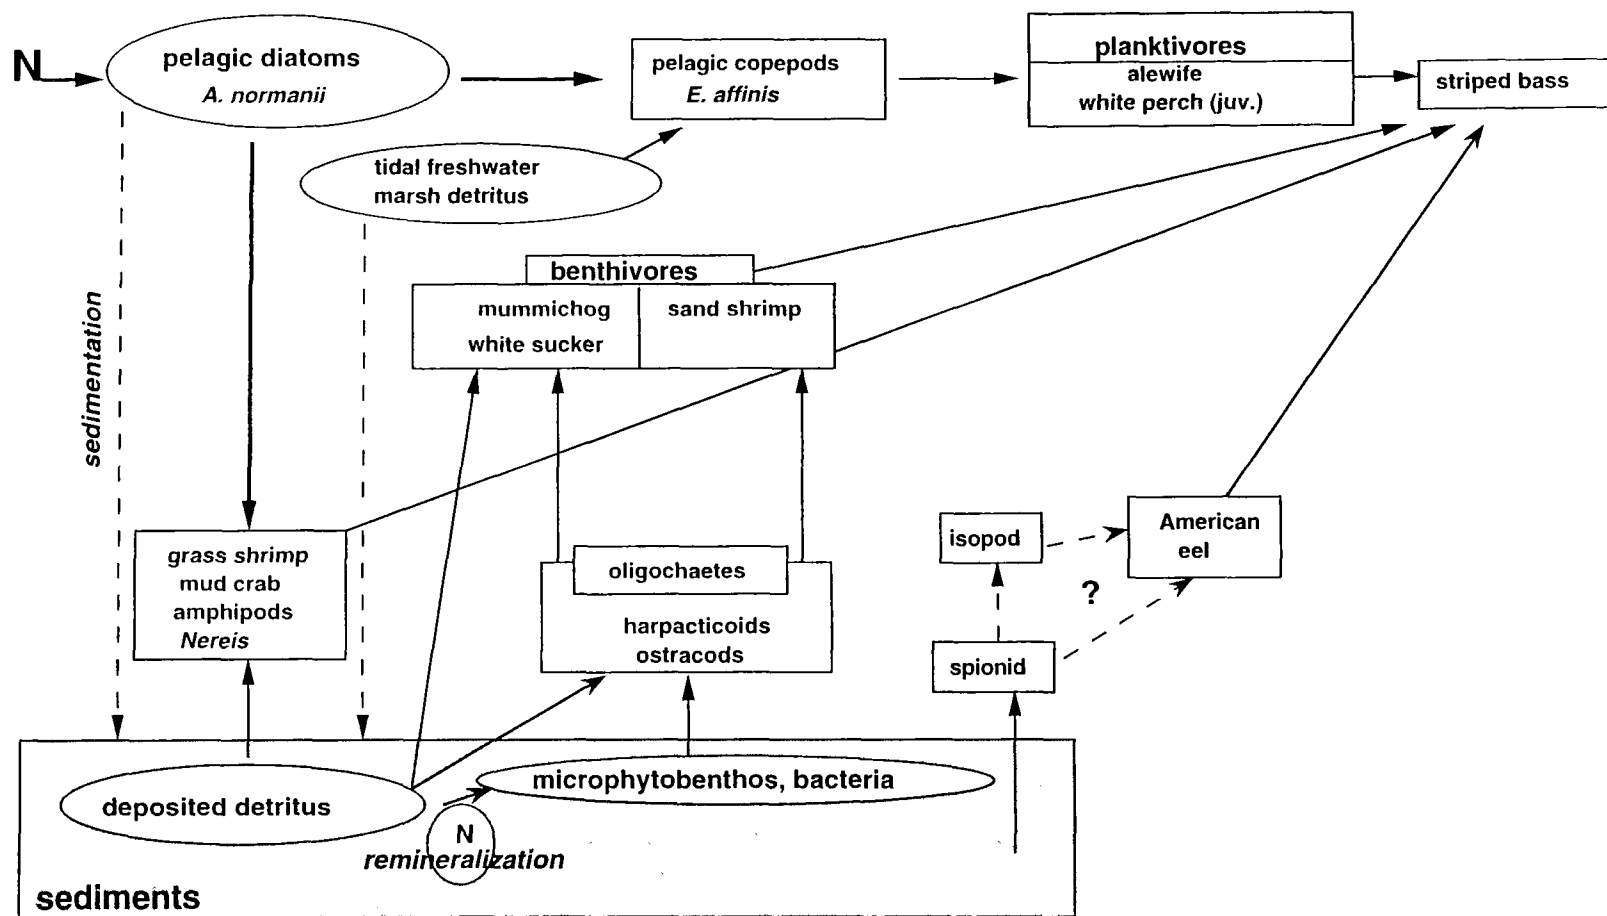 N
pelagic diatoms
A. normanii
pelagic copepods
E. affinis
planktivores
alewife
white perch (juv.)
striped bass
tidal freshwater
marsh detritus
sedimentation
benthivores
mummichog
white sucker
sand shrimp
grass shrimp
mud crab
amphipods
Nereis
oligochaetes
harpacticoids
ostracods
isopod
American
eel
?
spionid
deposited detritus
microphytobenthos, bacteria
N
remineralization
sediments